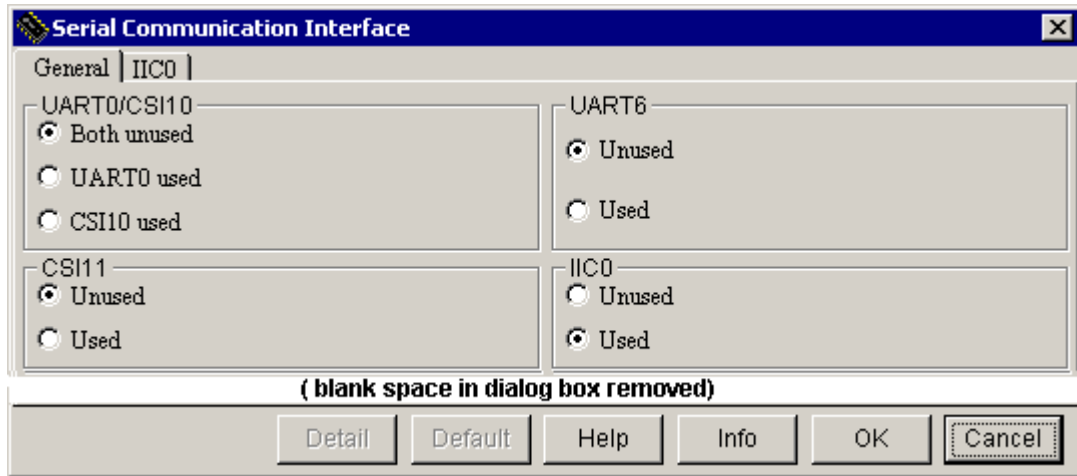 Serial Communication Interface
General IIC0
UART0/CSI10
Both unused
UART0 used
CSI10 used
UART6
Unused
Used
CSI11
Unused
Used
IIC0
Unused
Used
( blank space in dialog box removed)
Detail Default Help Info OK Cancel